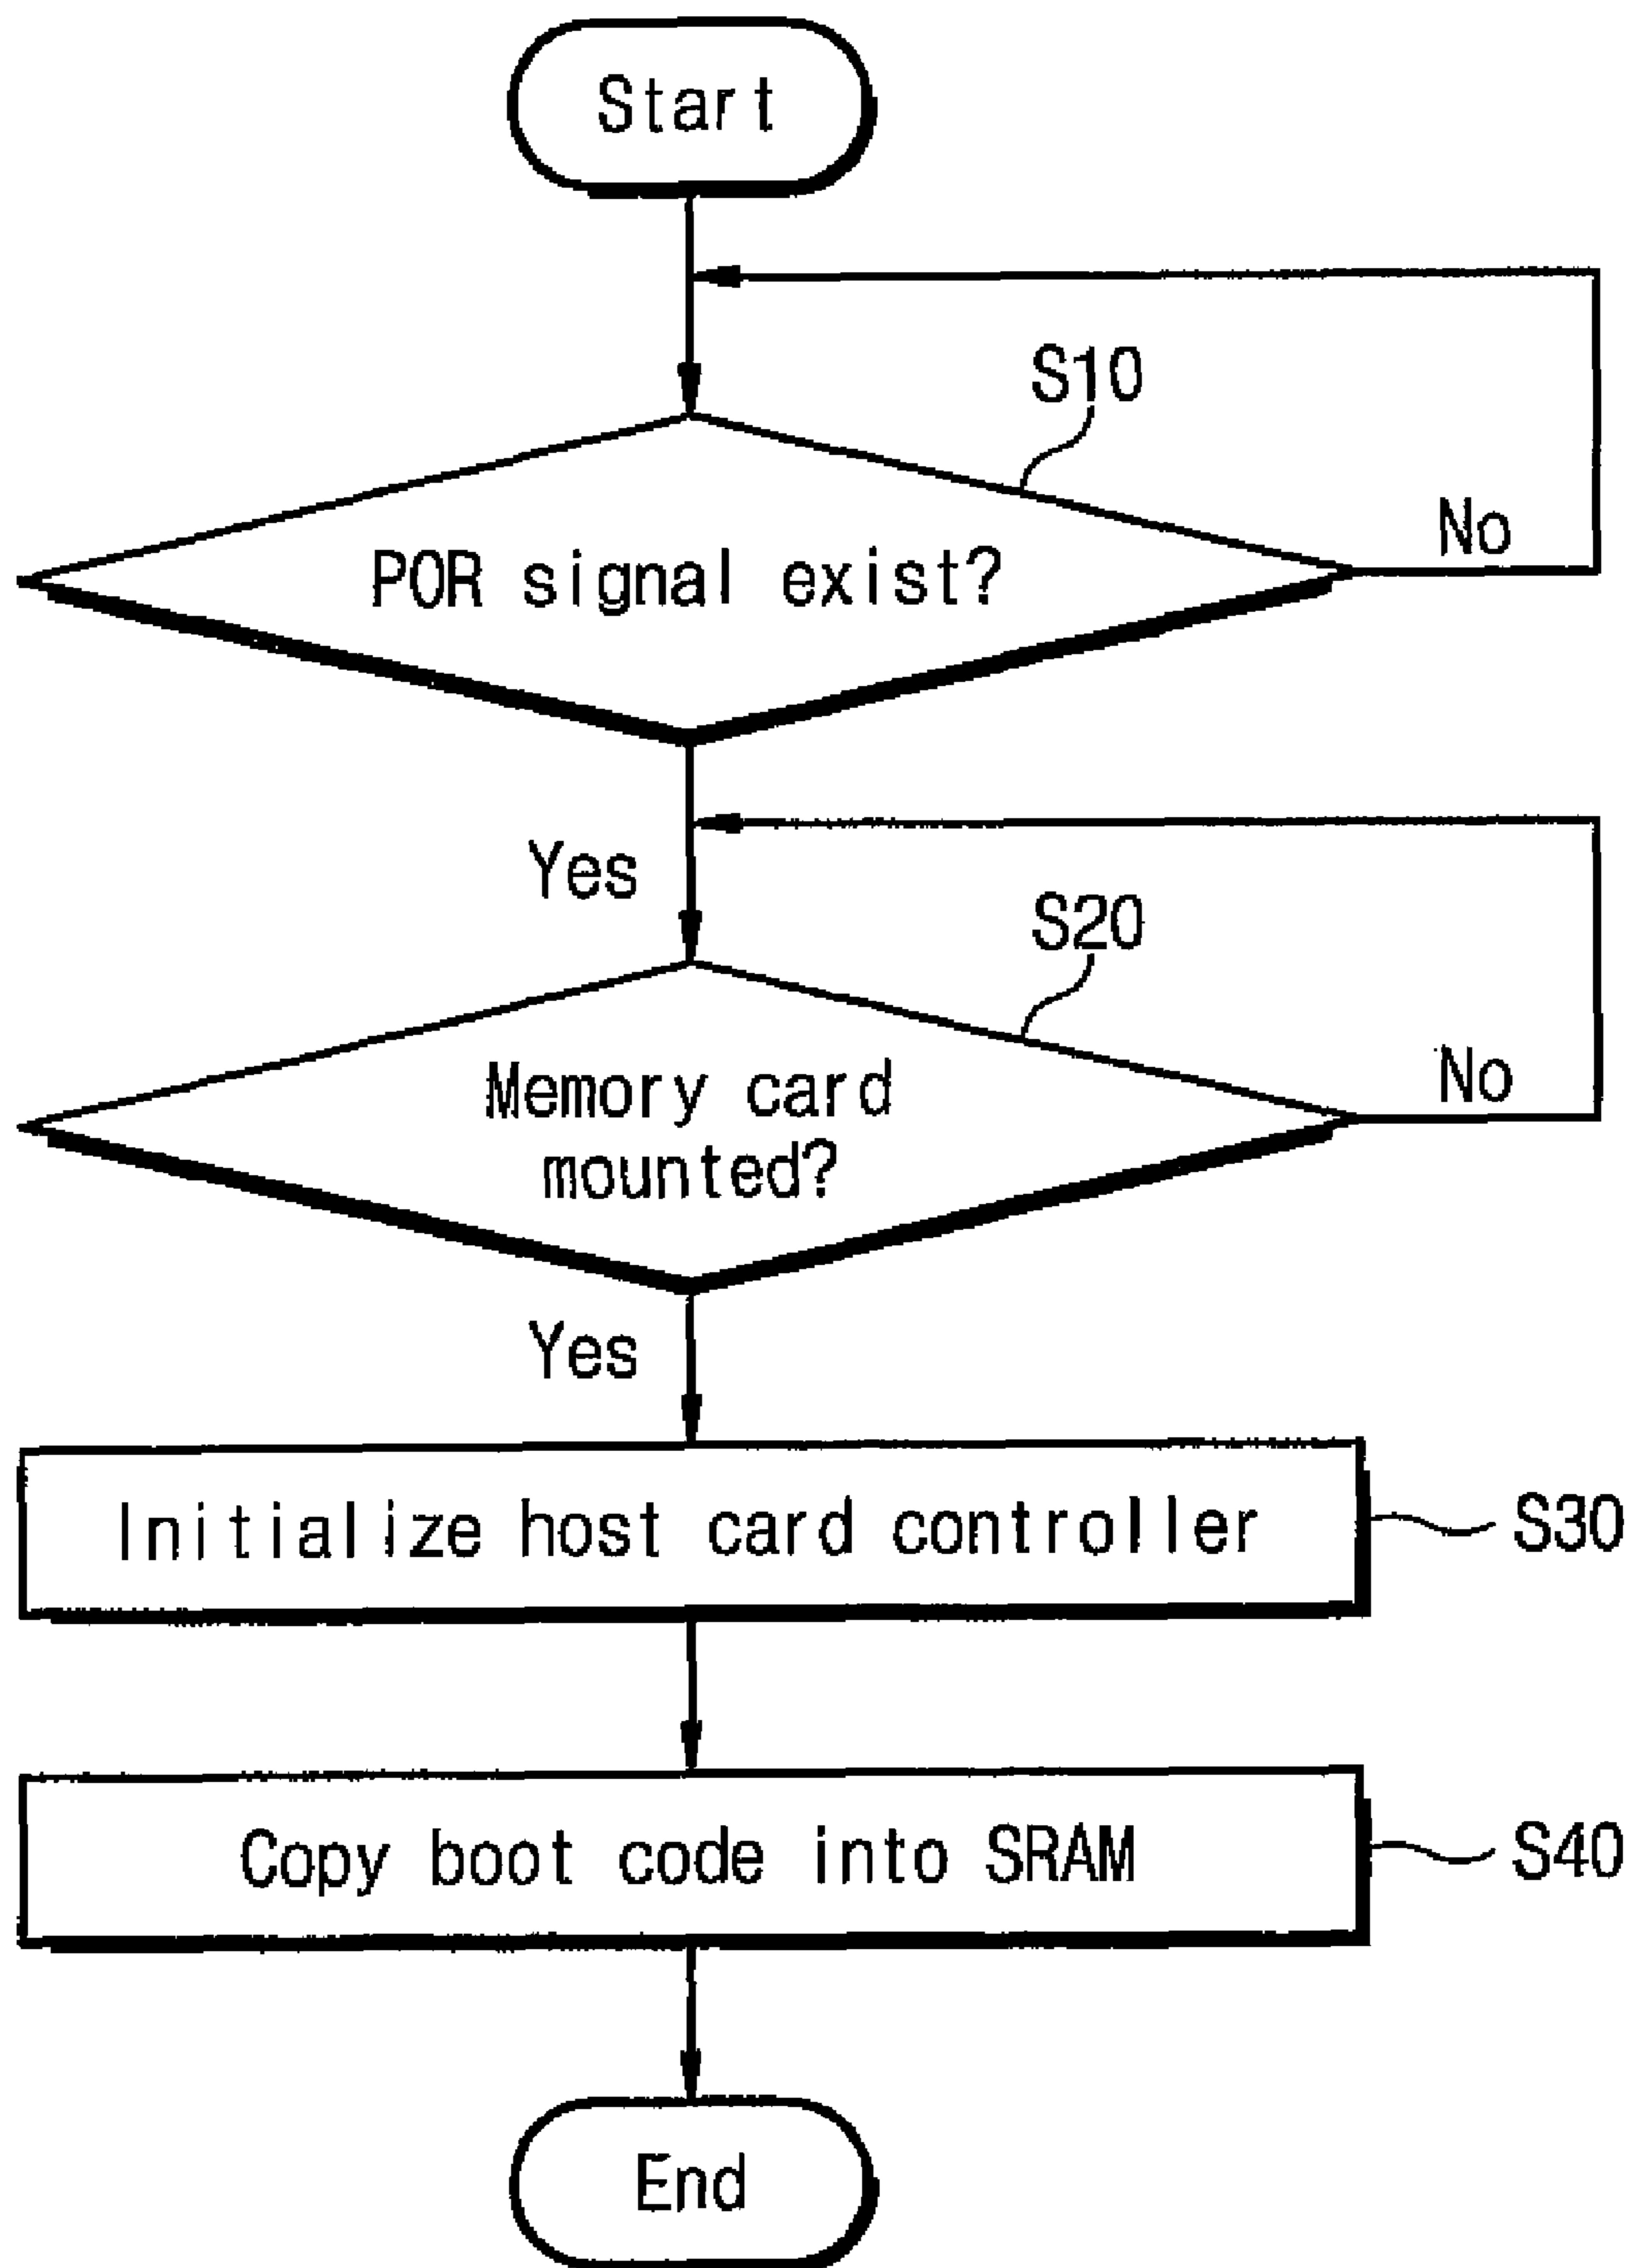 Start
S10
POR signal exist?
No
Yes
S20
Memory card
mounted?
No
Yes
Initialize host card controller
S30
Copy boot code into SRAM
S40
End